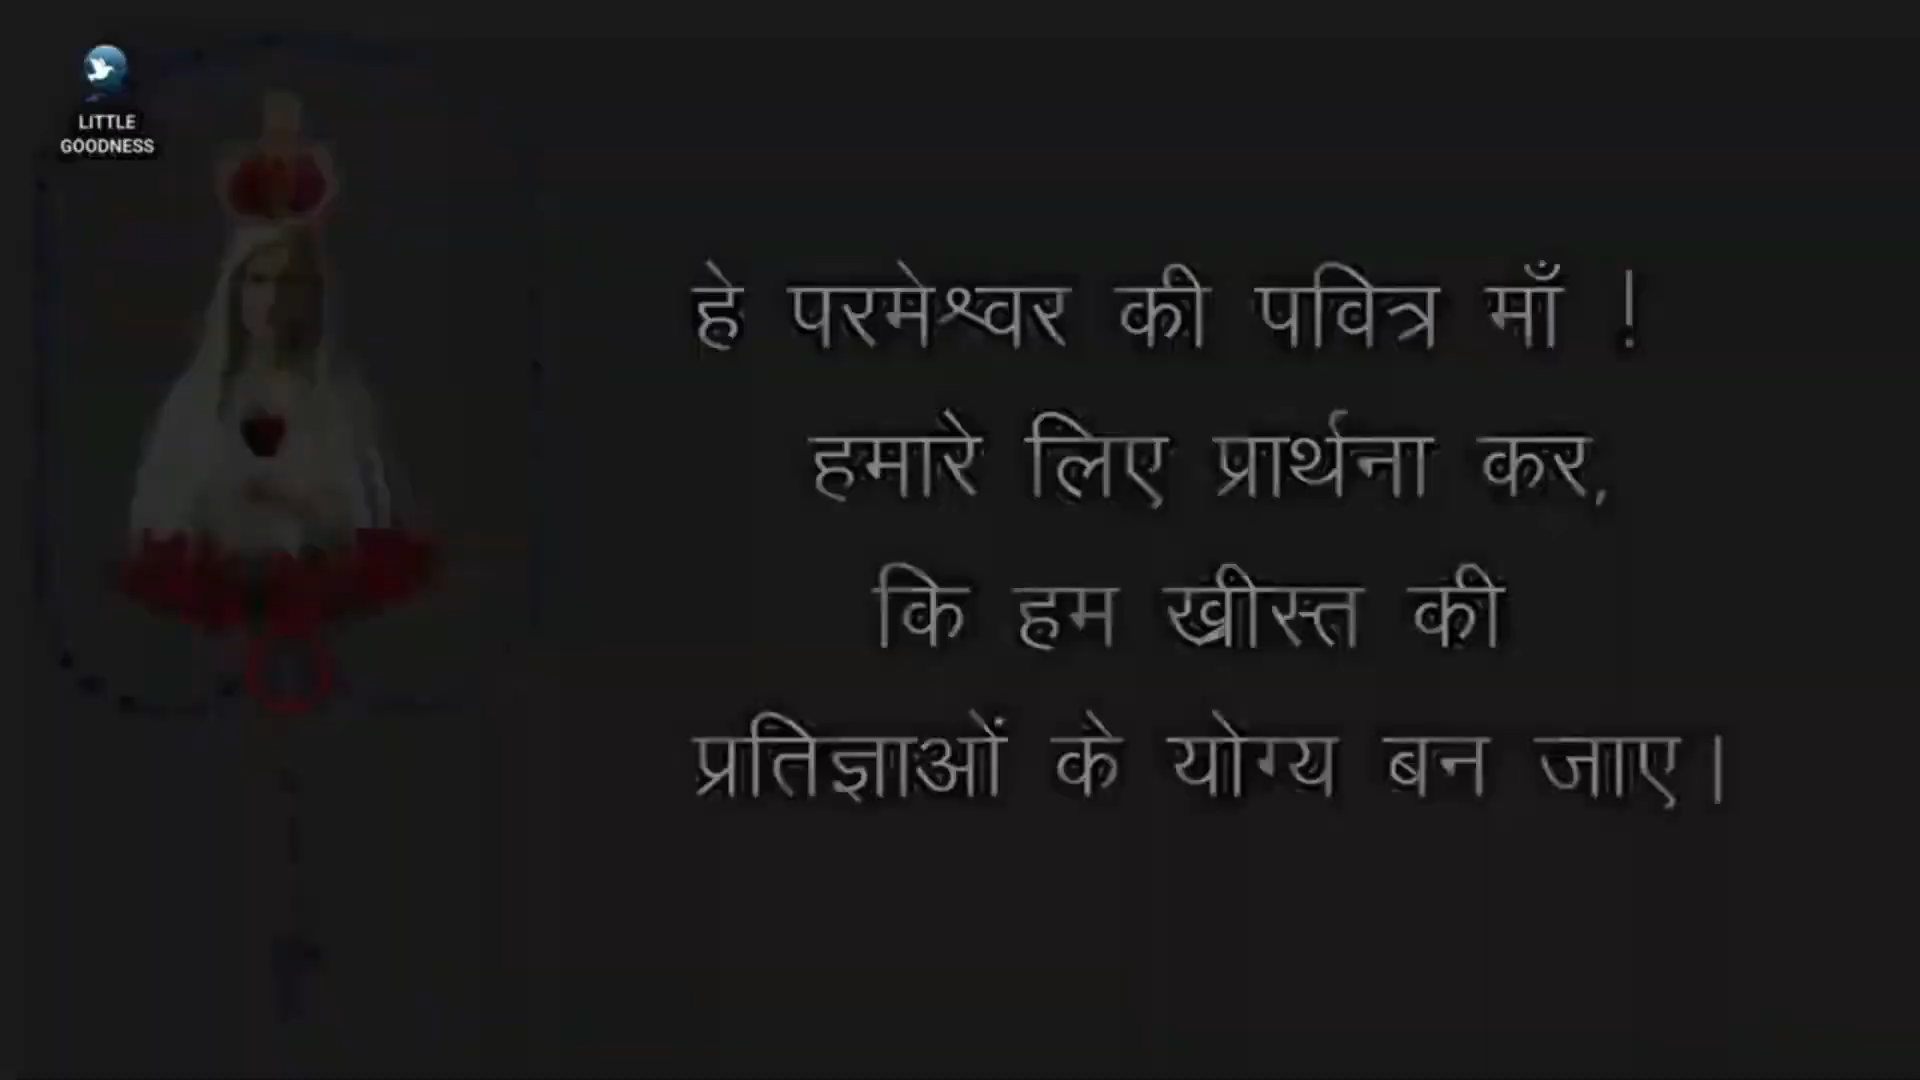 LITTLE
GOODNESS
हे परमेश्वर की पवित्र माँ !
हमारे लिए प्रार्थना कर,
कि हम ख्रीस्त की
प्रतिज्ञाओं के योग्य बन जाए।